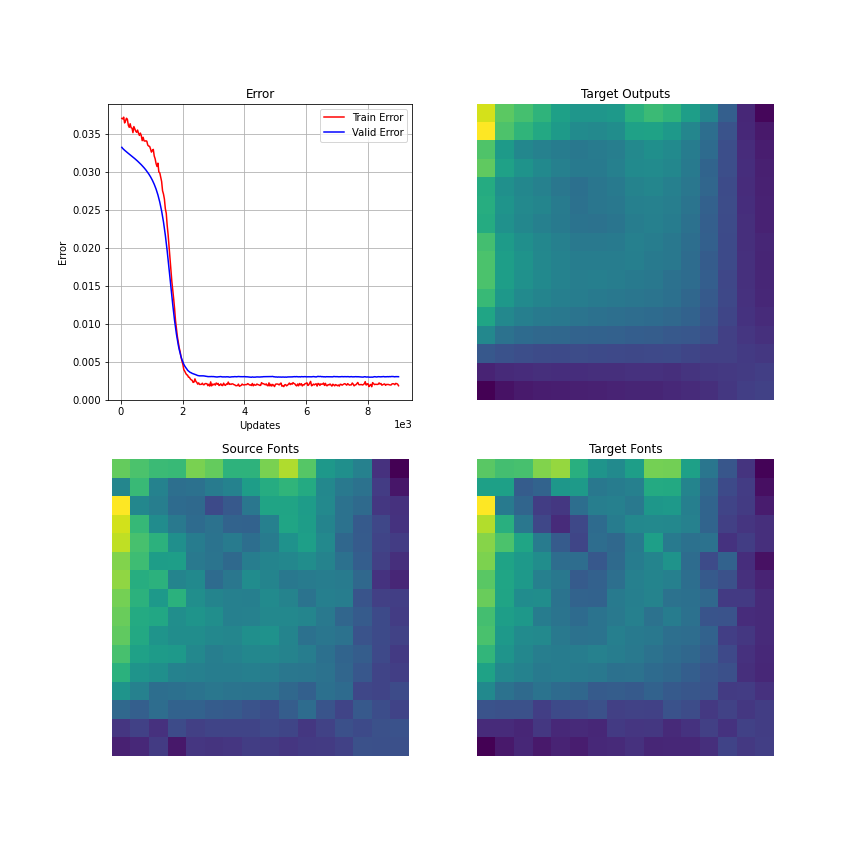 Error
Target Outputs
Train Error
Valid Error
0.035
0.030
0.025
0.020
0.015
0.010
0.005
0.000
Error
0 2 4 6 8
1e3
Updates
Source Fonts
Target Fonts